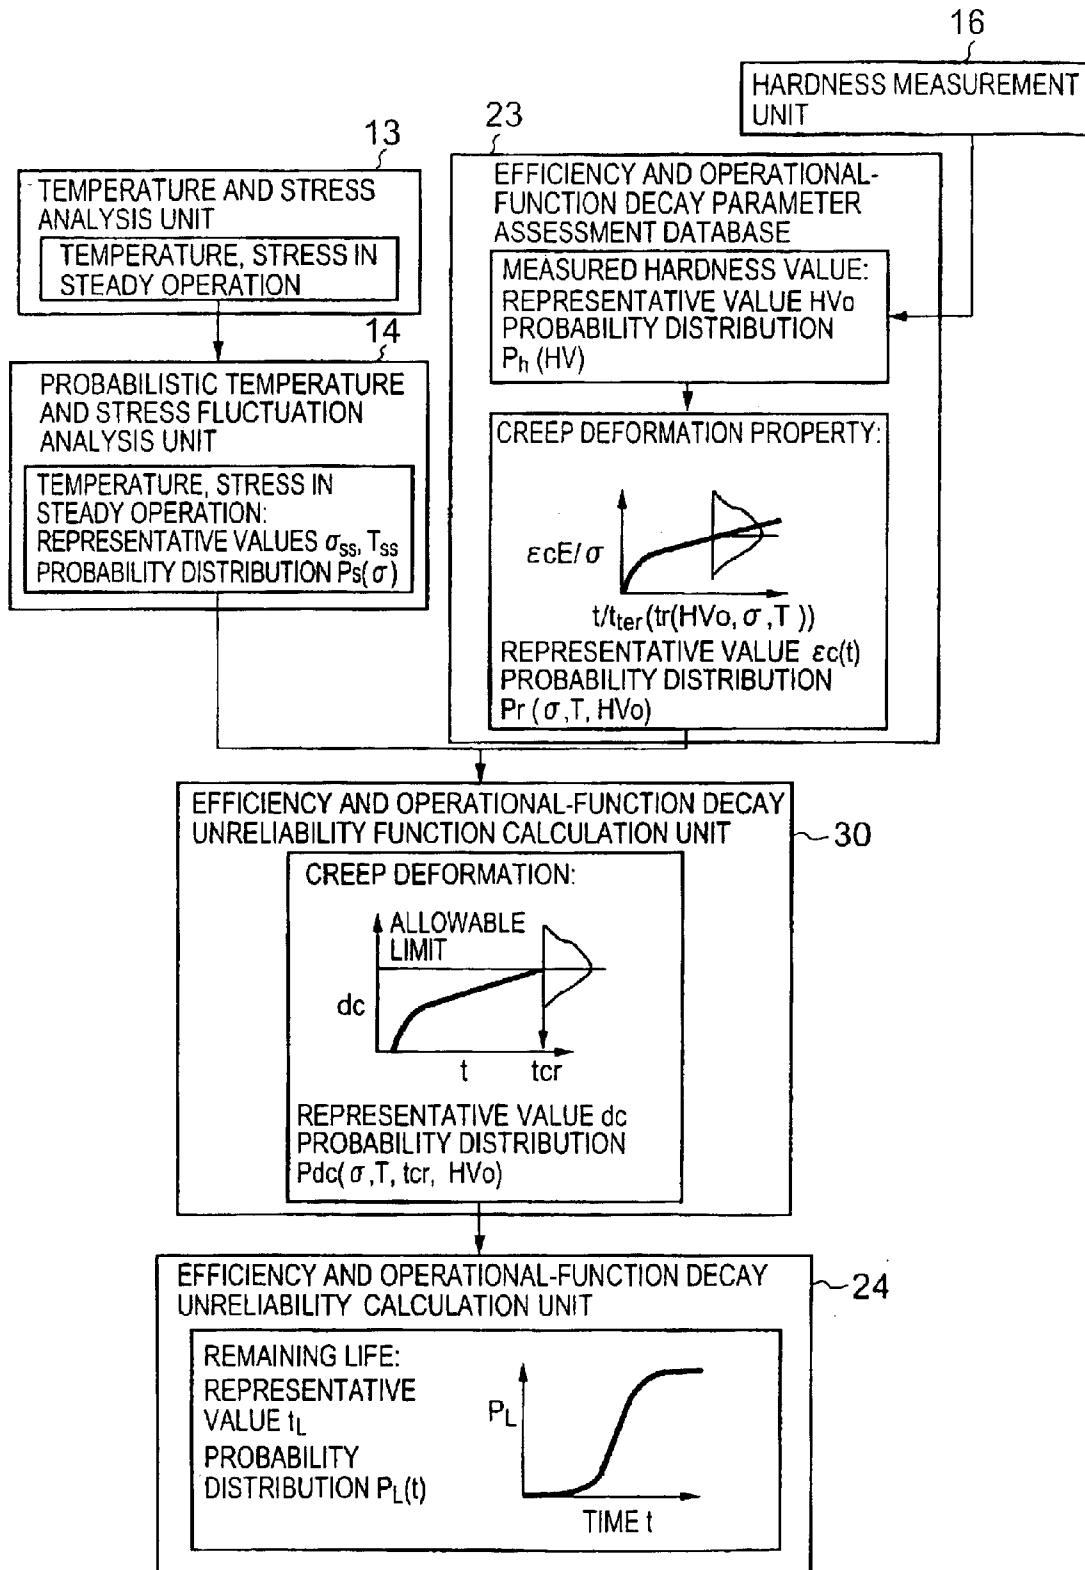 16
HARDNESS MEASUREMENT
UNIT
23
EFFICIENCY AND OPERATIONAL-
FUNCTION DECAY PARAMETER
ASSESSMENT DATABASE
MEASURED HARDNESS VALUE:
REPRESENTATIVE VALUE HVo
PROBABILITY DISTRIBUTION
Ph (HV)
CREEP DEFORMATION PROPERTY:
εcE/σ
t/tter(tr(HVo, σ,T ))
REPRESENTATIVE VALUE εc(t)
PROBABILITY DISTRIBUTION
Pr (σ,T, HVo)
13
TEMPERATURE AND STRESS
ANALYSIS UNIT
TEMPERATURE, STRESS IN
STEADY OPERATION
14
PROBABILISTIC TEMPERATURE
AND STRESS FLUCTUATION
ANALYSIS UNIT
TEMPERATURE, STRESS IN
STEADY OPERATION:
REPRESENTATIVE VALUES σss, Tss
PROBABILITY DISTRIBUTION Ps(σ)
EFFICIENCY AND OPERATIONAL-FUNCTION DECAY
UNRELIABILITY FUNCTION CALCULATION UNIT
30
CREEP DEFORMATION:
ALLOWABLE
LIMIT
dc
t tcr
REPRESENTATIVE VALUE dc
PROBABILITY DISTRIBUTION
Pdc(σ,T, tcr, HVo)
EFFICIENCY AND OPERATIONAL-FUNCTION DECAY
UNRELIABILITY CALCULATION UNIT
24
REMAINING LIFE:
REPRESENTATIVE
VALUE tL
PROBABILITY
DISTRIBUTION PL(t)
PL
TIME t